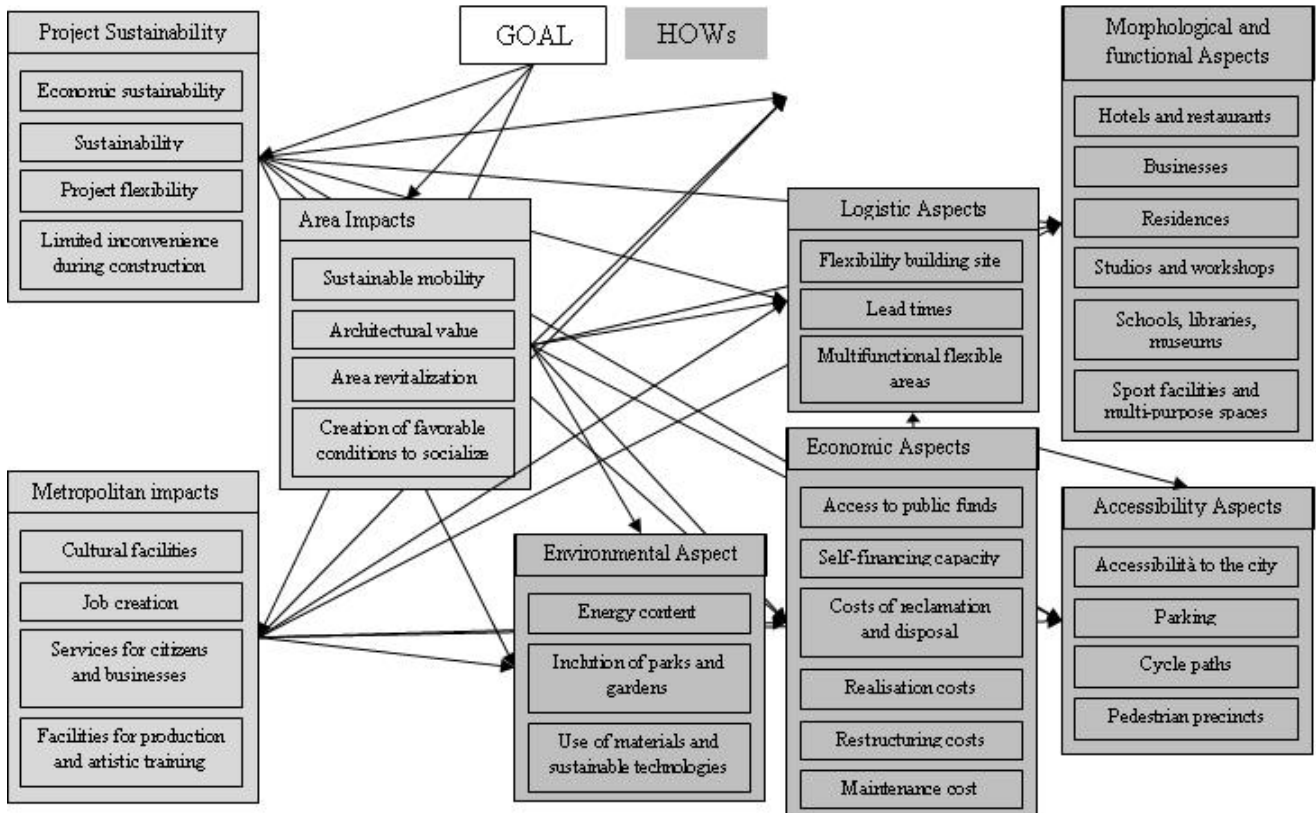 Project Sustainability
Economic sustainability
Sustainability
Project flexibility
Limited inconvenience
during construction
GOAL
HOWs
Area Impacts
Sustainable mobility
Architectural value
Area revitalization
Creation of favorable
conditions to socialize
Metropolitan impacts
Cultural facilities
Job creation
Services for citizens
and businesses
Facilities for production
and artistic training
Environmental Aspect
Energy content
Inclution of parks and
gardens
Use of materials and
sustainable technologies
Logistic Aspects
Flexibility building site
Lead times
Multifunctional flexible
areas
Economic Aspects
Access to public funds
Self-financing capacity
Costs of reclamation
and disposal
Realisation costs
Restructuring costs
Maintenance cost
Morphological and
functional Aspects
Hotels and restaurants
Businesses
Residences
Studios and workshops
Schools, libraries,
museums
Sport facilities and
multi-purpose spaces
Accessibility Aspects
Accessibilità to the city
Parking
Cycle paths
Pedestrian precincts